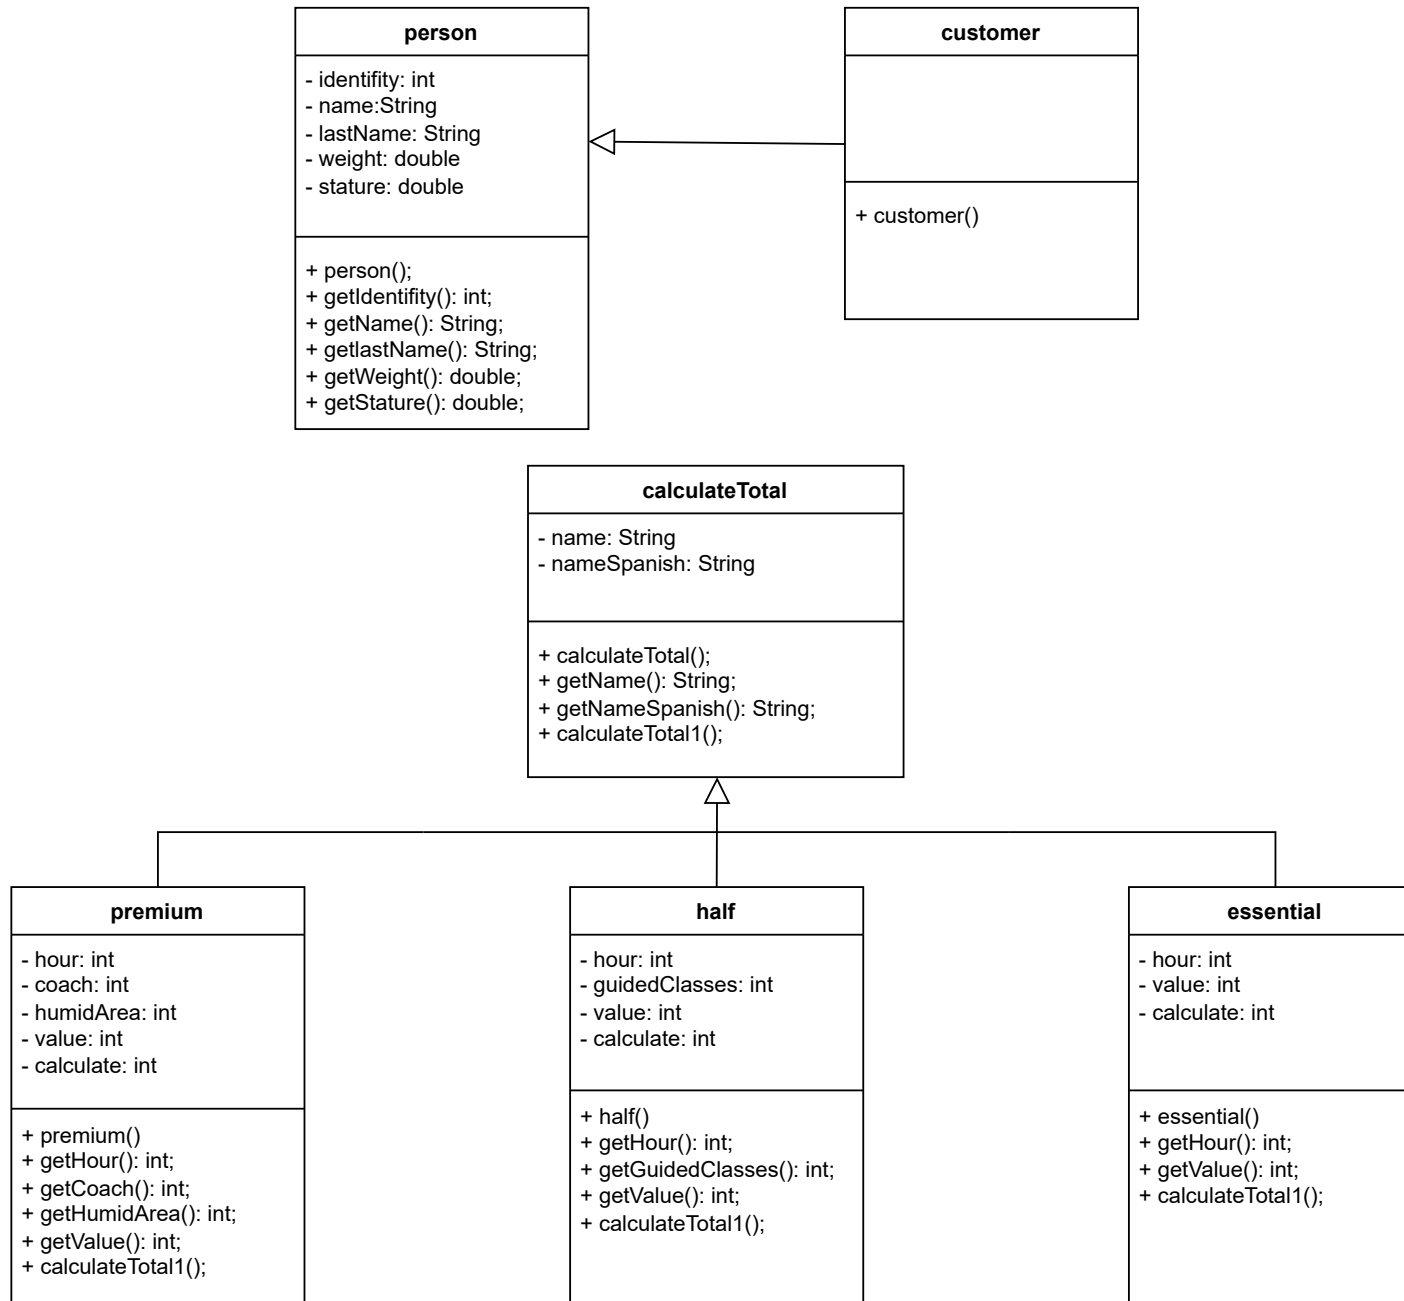 person
- identifity: int
- name:String
- lastName: String
- weight: double
- stature: double
+ person();
+ getIdentifity(): int;
+ getName(): String;
+ getlastName(): String;
+ getWeight(): double;
+ getStature(): double;
customer
+ customer()
calculateTotal
- name: String
- nameSpanish: String
+ calculateTotal();
+ getName(): String;
+ getNameSpanish(): String;
+ calculateTotal1();
premium
- hour: int
- coach: int
- humidArea: int
- value: int
- calculate: int
+ premium()
+ getHour(): int;
+ getCoach(): int;
+ getHumidArea(): int;
+ getValue(): int;
+ calculateTotal1();
half
- hour: int
- guidedClasses: int
- value: int
- calculate: int
+ half()
+ getHour(): int;
+ getGuidedClasses(): int;
+ getValue(): int;
+ calculateTotal1();
essential
- hour: int
- value: int
- calculate: int
+ essential()
+ getHour(): int;
+ getValue(): int;
+ calculateTotal1();